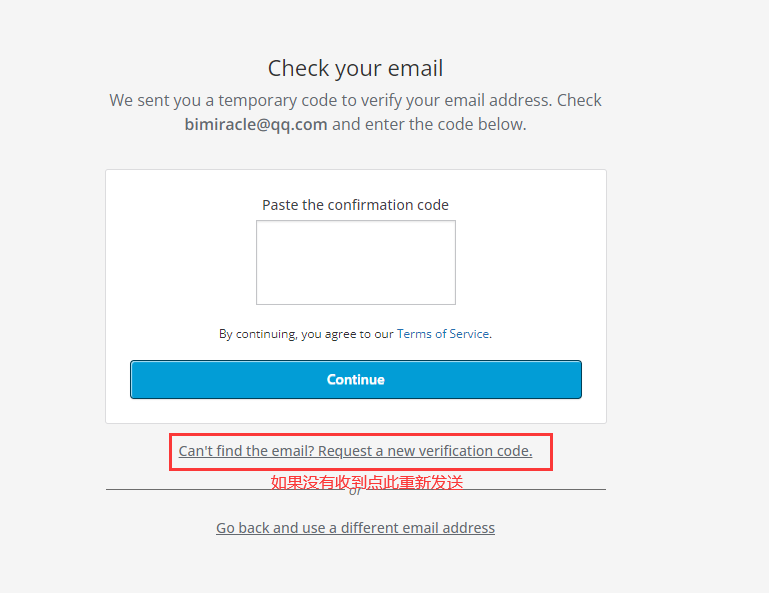 Check your email
We sent you a temporary code to verify your email address. Check
bimiracle@qq.com and enter the code below.
Paste the confirmation code
By continuing, you agree to our Terms of Service.
Continue
Can't find the email? Request a new verification code.
如果没有收到点此重新发送
or
Go back and use a different email address